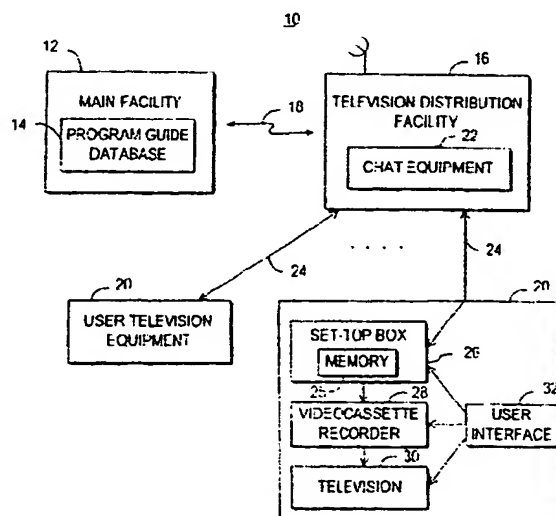 10
12
16
MAIN FACILITY
14
PROGRAM GUIDE
DATABASE
18
TELEVISION DISTRIBUTION
FACILITY
22
CHAT EQUIPMENT
24
24
20
USER TELEVISION
EQUIPMENT
20
SET-TOP BOX
MEMORY
26
25
28
VIDEOCASSETTE
RECORDER
32
USER
INTERFACE
30
TELEVISION